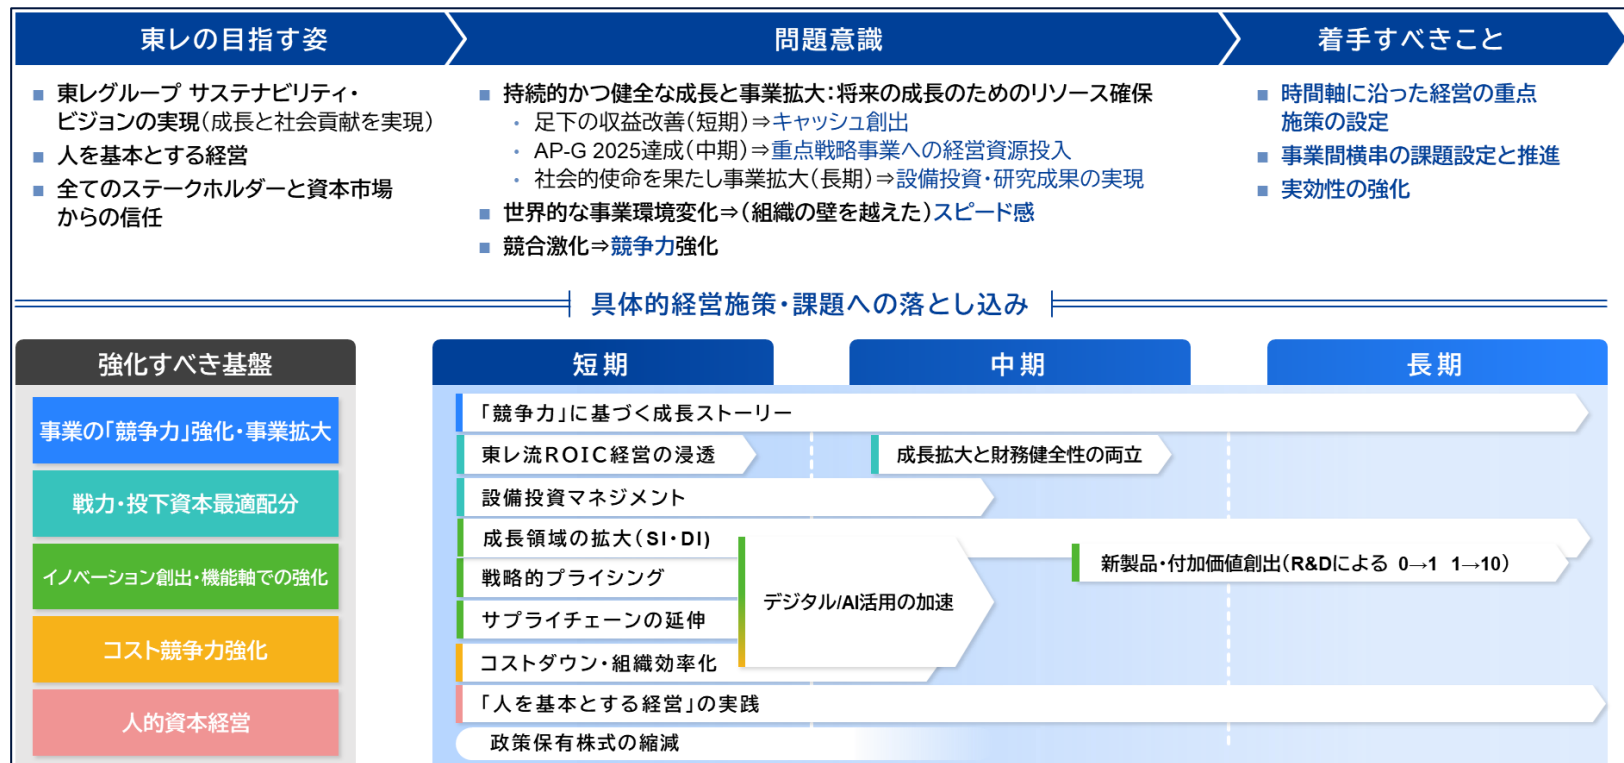 東レの目指す姿
問題意識
着手すべきこと
■ 東レグループ サステナビリティ・
ビジョンの実現(成長と社会貢献を実現)
■ 人を基本とする経営
■ 全てのステークホルダーと資本市場
からの信任
■ 持続的かつ健全な成長と事業拡大:将来の成長のためのリソース確保
・ 足下の収益改善(短期)⇒キャッシュ創出
・ AP-G 2025達成(中期)⇒重点戦略事業への経営資源投入
・ 社会的使命を果たし事業拡大(長期)⇒設備投資・研究成果の実現
■ 世界的な事業環境変化⇒(組織の壁を越えた)スピード感
■ 競合激化⇒競争力強化
■ 時間軸に沿った経営の重点
施策の設定
■ 事業間横串の課題設定と推進
■ 実効性の強化
具体的経営施策・課題への落とし込み
強化すべき基盤
事業の「競争力」強化・事業拡大
戦力・投下資本最適配分
イノベーション創出・機能軸での強化
コスト競争力強化
人的資本経営
短期
中期
長期
「競争力」に基づく成長ストーリー
東レ流ROIC経営の浸透
成長拡大と財務健全性の両立
設備投資マネジメント
成長領域の拡大(SI・DI)
戦略的プライシング
サプライチェーンの延伸
コストダウン・組織効率化
デジタル/AI活用の加速
新製品・付加価値創出(R&Dによる 0→1 1→10)
「人を基本とする経営」の実践
政策保有株式の縮減